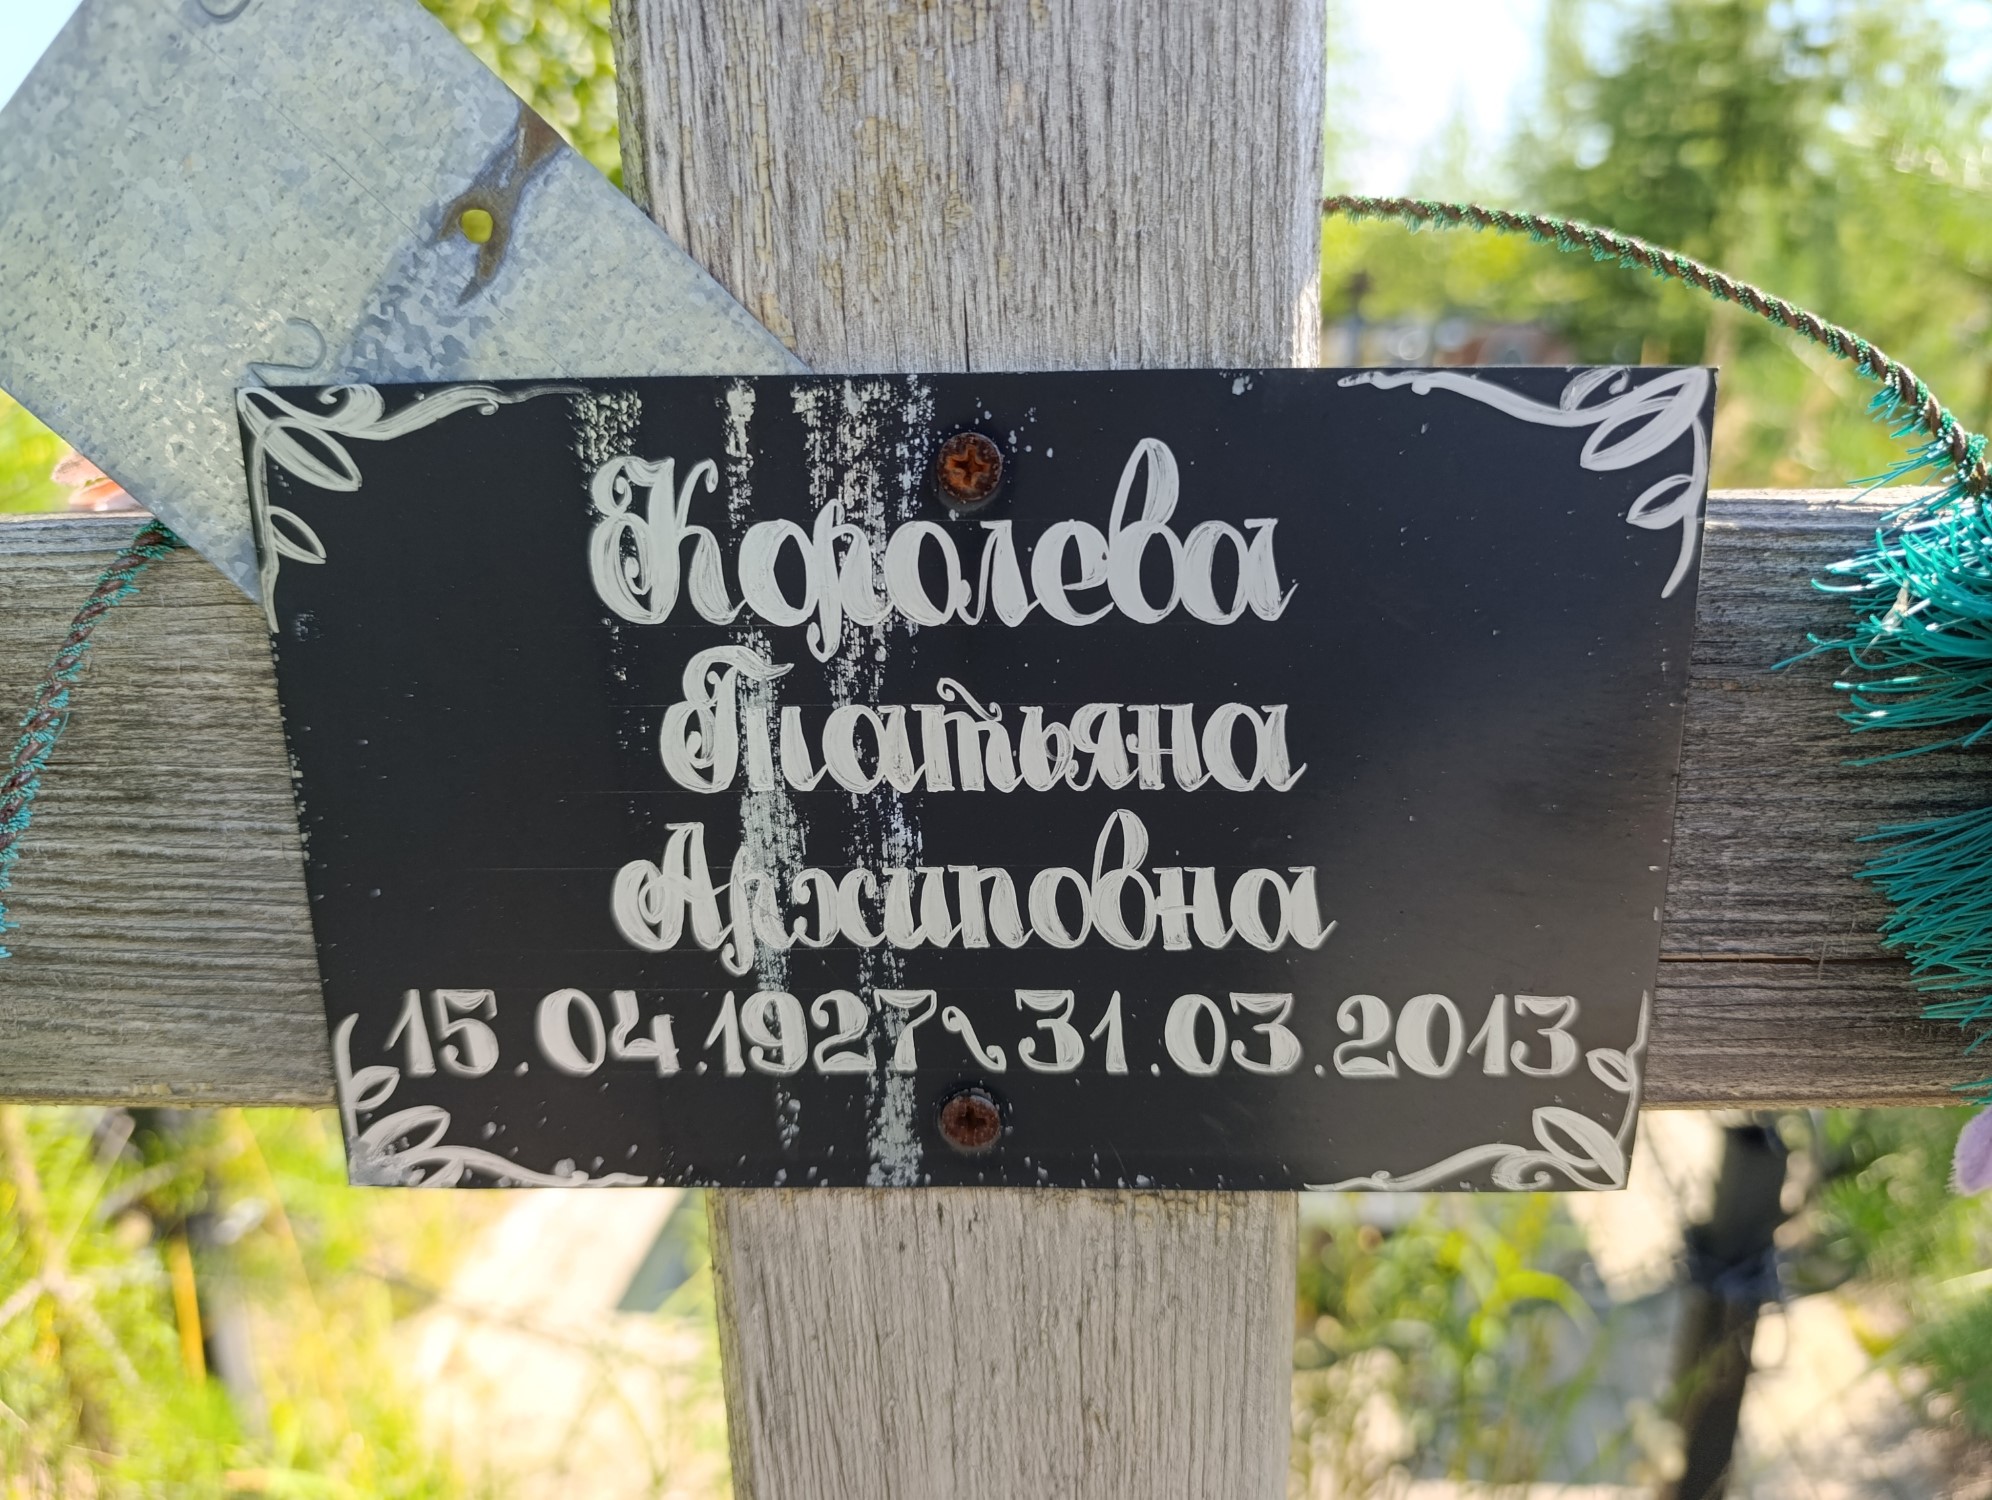 Королева
Татьяна
Архиповна
15.04.1927~31.03.2013